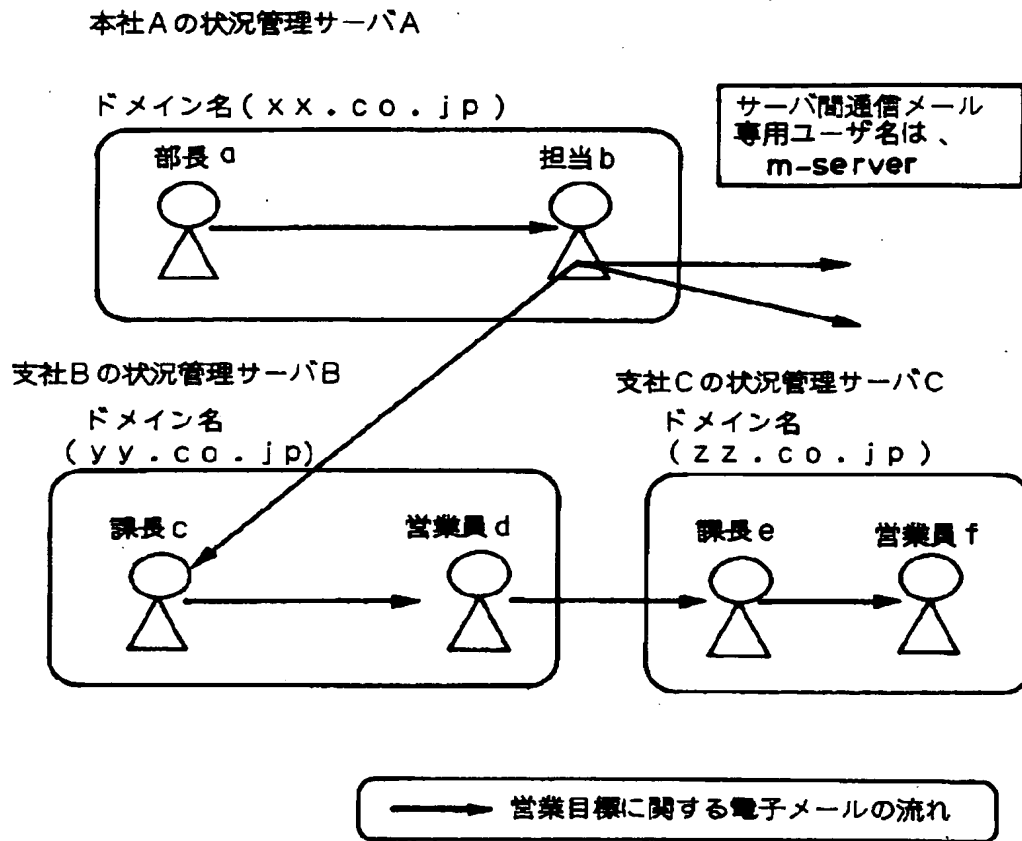 本社Aの状況管理サーバA
ドメイン名(xx.co.jp)
サーバ間通信メール
専用ユーザ名は、
m-server
部長a
担当b
支社Bの状況管理サーバB
ドメイン名
(yy.co.jp)
支社Cの状況管理サーバC
ドメイン名
(zz.co.jp)
課長c
営業員d
課長e
営業員f
営業目標に関する電子メールの流れ